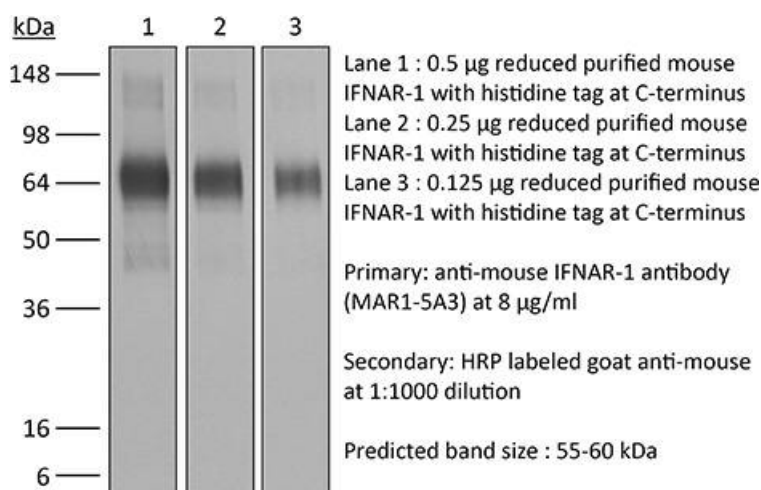 kDa
1 2 3
148
98
64
50
36
16
6
Lane 1 : 0.5 µg reduced purified mouse
IFNAR-1 with histidine tag at C-terminus
Lane 2 : 0.25 µg reduced purified mouse
IFNAR-1 with histidine tag at C-terminus
Lane 3 : 0.125 µg reduced purified mouse
IFNAR-1 with histidine tag at C-terminus
Primary: anti-mouse IFNAR-1 antibody
(MAR1-5A3) at 8 µg/ml
Secondary: HRP labeled goat anti-mouse
at 1:1000 dilution
Predicted band size : 55-60 kDa